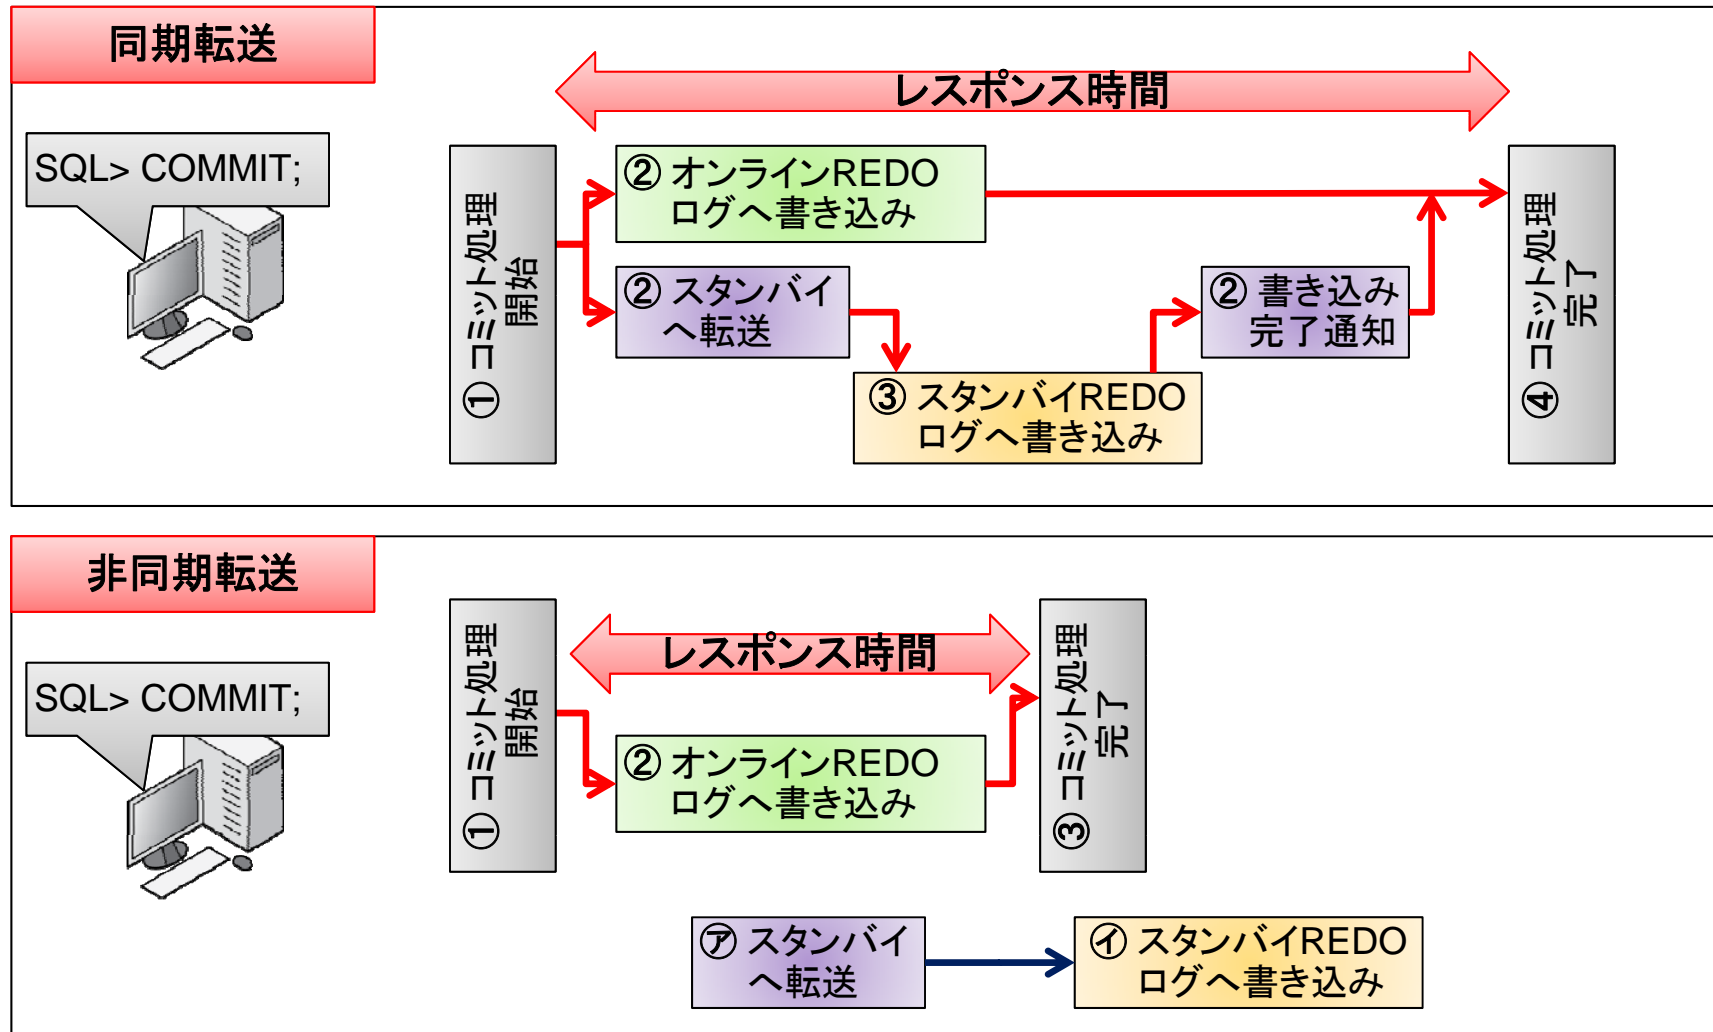 同期転送
レスポンス時間
SQL> COMMIT;
① コミット処理
開始
② オンラインREDO
ログへ書き込み
② スタンバイ
へ転送
③ スタンバイREDO
ログへ書き込み
② 書き込み
完了通知
④ コミット処理
完了
非同期転送
レスポンス時間
SQL> COMMIT;
① コミット処理
開始
② オンラインREDO
ログへ書き込み
③ コミット処理
完了
㋐ スタンバイ
へ転送
㋑ スタンバイREDO
ログへ書き込み